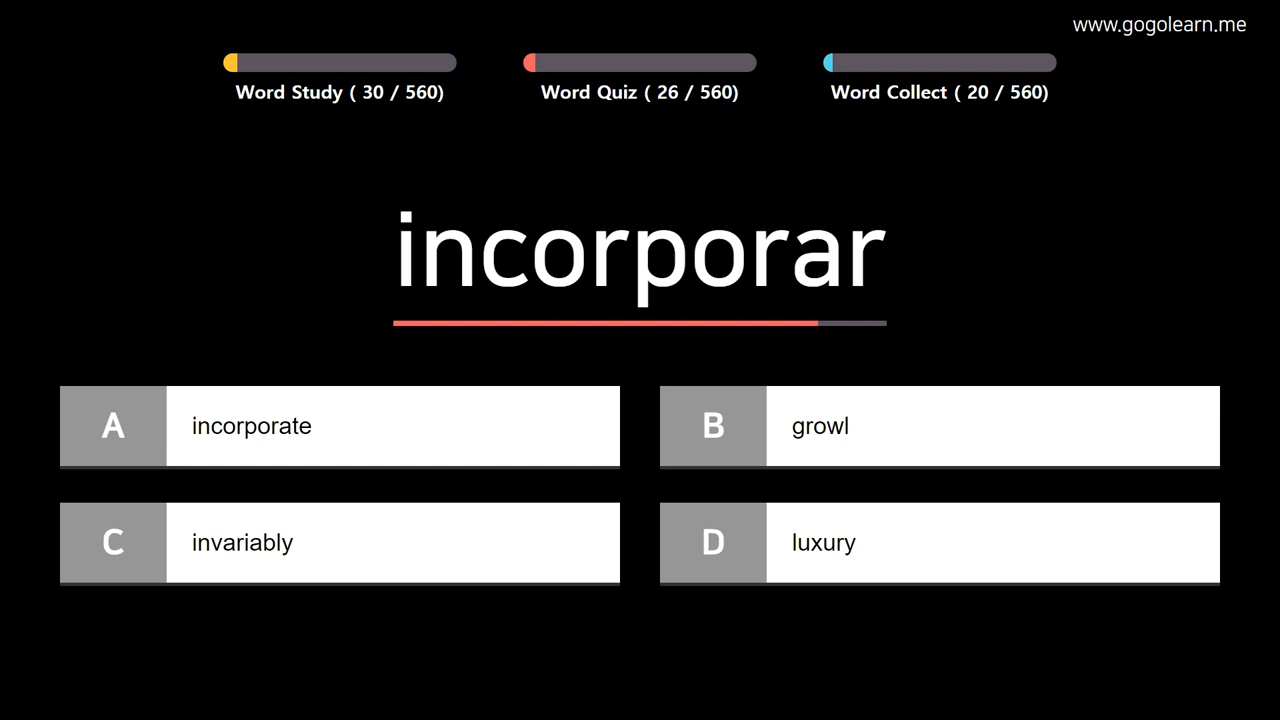 www.gogolearn.me
Word Study ( 30 / 560)
Word Quiz ( 26 / 560)
Word Collect ( 20 / 560)
incorporar
A incorporate
B growl
C invariably
D luxury